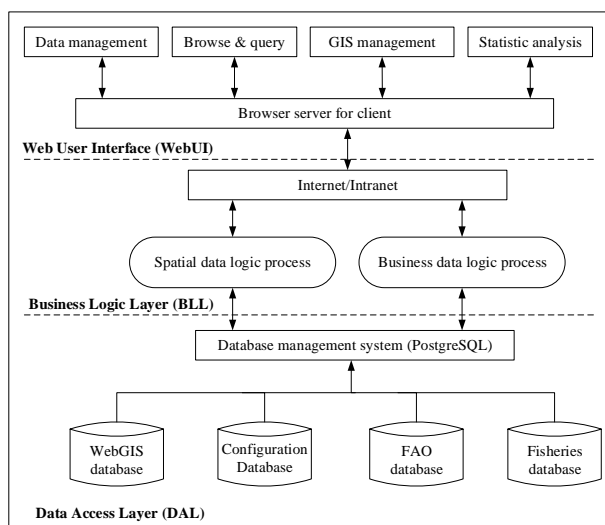 Data management
Browse & query
GIS management
Statistic analysis
Browser server for client
Web User Interface (WebUI)
Internet/Intranet
Spatial data logic process
Business data logic process
Business Logic Layer (BLL)
Database management system (PostgreSQL)
WebGIS
database
Configuration
Database
FAO
database
Fisheries
database
Data Access Layer (DAL)